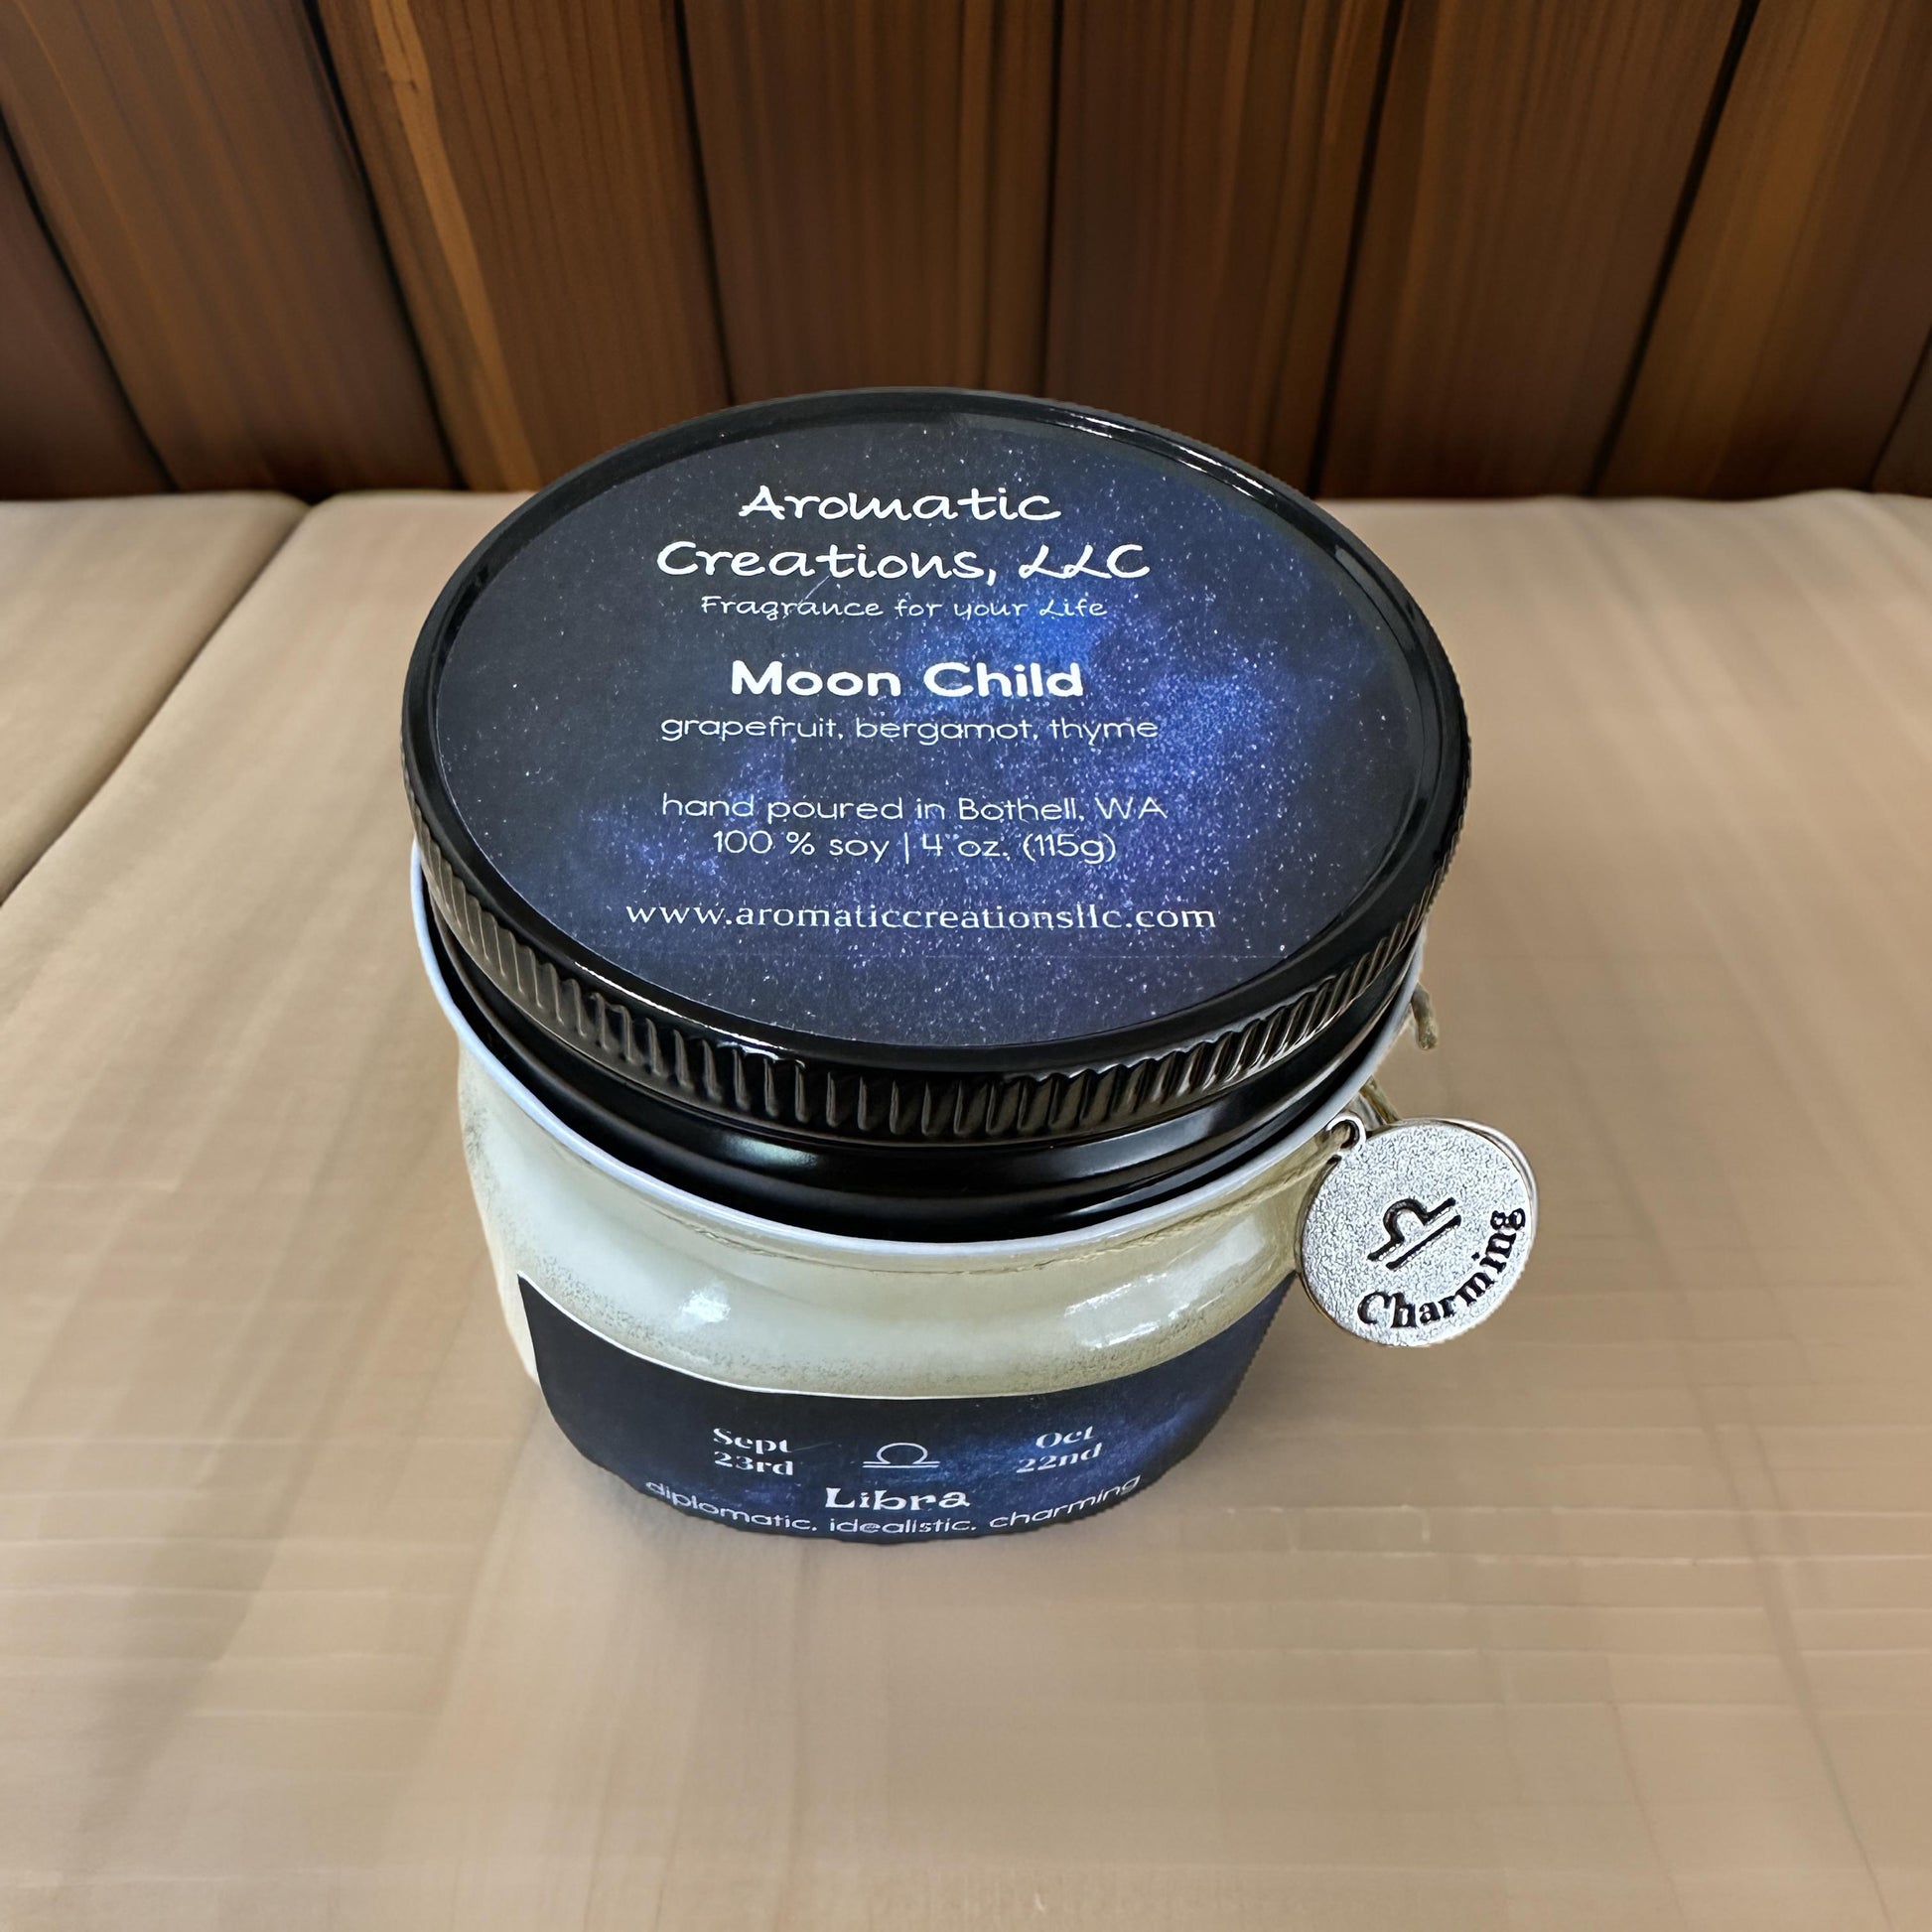 Aromatic
Creations, LLC
Fragrance for your Life
Moon Child
grapefruit, bergamot, thyme
hand poured in Bothell, WA
100 % soy | 4 oz. (115g)
www.aromaticcreationsllc.com
Charming
Sept
23rd
♎
Oct
22nd
Libra
diplomatic, idealistic, charming